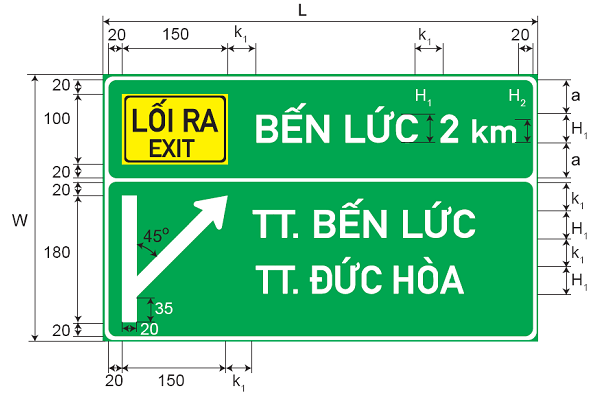 L
20 150 k1 k1 20
20 H1 H2 a
100 LỐI RA BẾN LỨC 2 km H1
EXIT
20 a
20 k1
W TT. BẾN LỨC H1
45° k1
180 TT. ĐỨC HÒA H1
35
20 20
20 150 k1